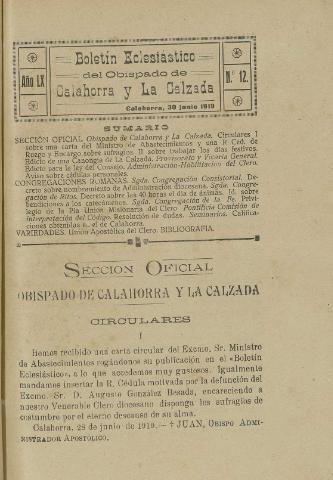 Año LX
Boletín Eclesiástico
del Obispado de
Calahorra y La Calzada
Calahorra, 30 junio 1919
N.º 12.
SUMARIO
SECCIÓN OFICIAL Obispado de Calahorra y La Calzada. Circulares I
sobre una carta del Ministro de Abastecimientos y una R Céd. de
Ruego y Encargo sobre sufragios II sobre trabajar los días festivos.
Edicto de una Canongía de La Calzada. Provisorato y Vicaría General.
Edicto para la ley del Consejo. Administración-Habilitación del Clero.
Aviso sobre cédulas personales.
CONGREGACIONES ROMANAS. Sgda. Congregación Consistorial. De-
creto sobre nombramiento de Administración diocesana. Sgda. Congre-
gación de Ritos. Decreto sobre los 40 horas de ánimas. Id. sobre
bendiciones a los catecúmenos. Sgda. Congregación de la Fe. Privi-
legio de la Pía Unión Misionaria del Clero Pontificia Comisión de
interpretación del Código. Resolución de dudas. Seminarios. Califica-
ciones obtenidas en el de Calahorra.
VARIEDADES. Unión Apostólica del Clero. BIBLIOGRAFIA.
SECCIÓN OFICIAL
OBISPADO DE CALAHORRA Y LA CALZADA
CIRCULARES
I
Hemos recibido una carta circular del Excmo. Sr. Ministro
de Abastecimientos rogándonos su publicación en el «Boletín
Eclesiástico», a lo que accedemos muy gustosos. Igualmente
mandamos insertar la R. Cédula motivada por la defunción del
Excmo. Sr. D. Augusto González Besada, encareciendo a
nuestro Venerable Clero diocesano disponga los sufragios de
costumbre por el eterno descanso de su alma.
Calahorra, 28 de junio de 1919.—† JUAN, OBISPO ADMI-
NISTRADOR APOSTÓLICO.